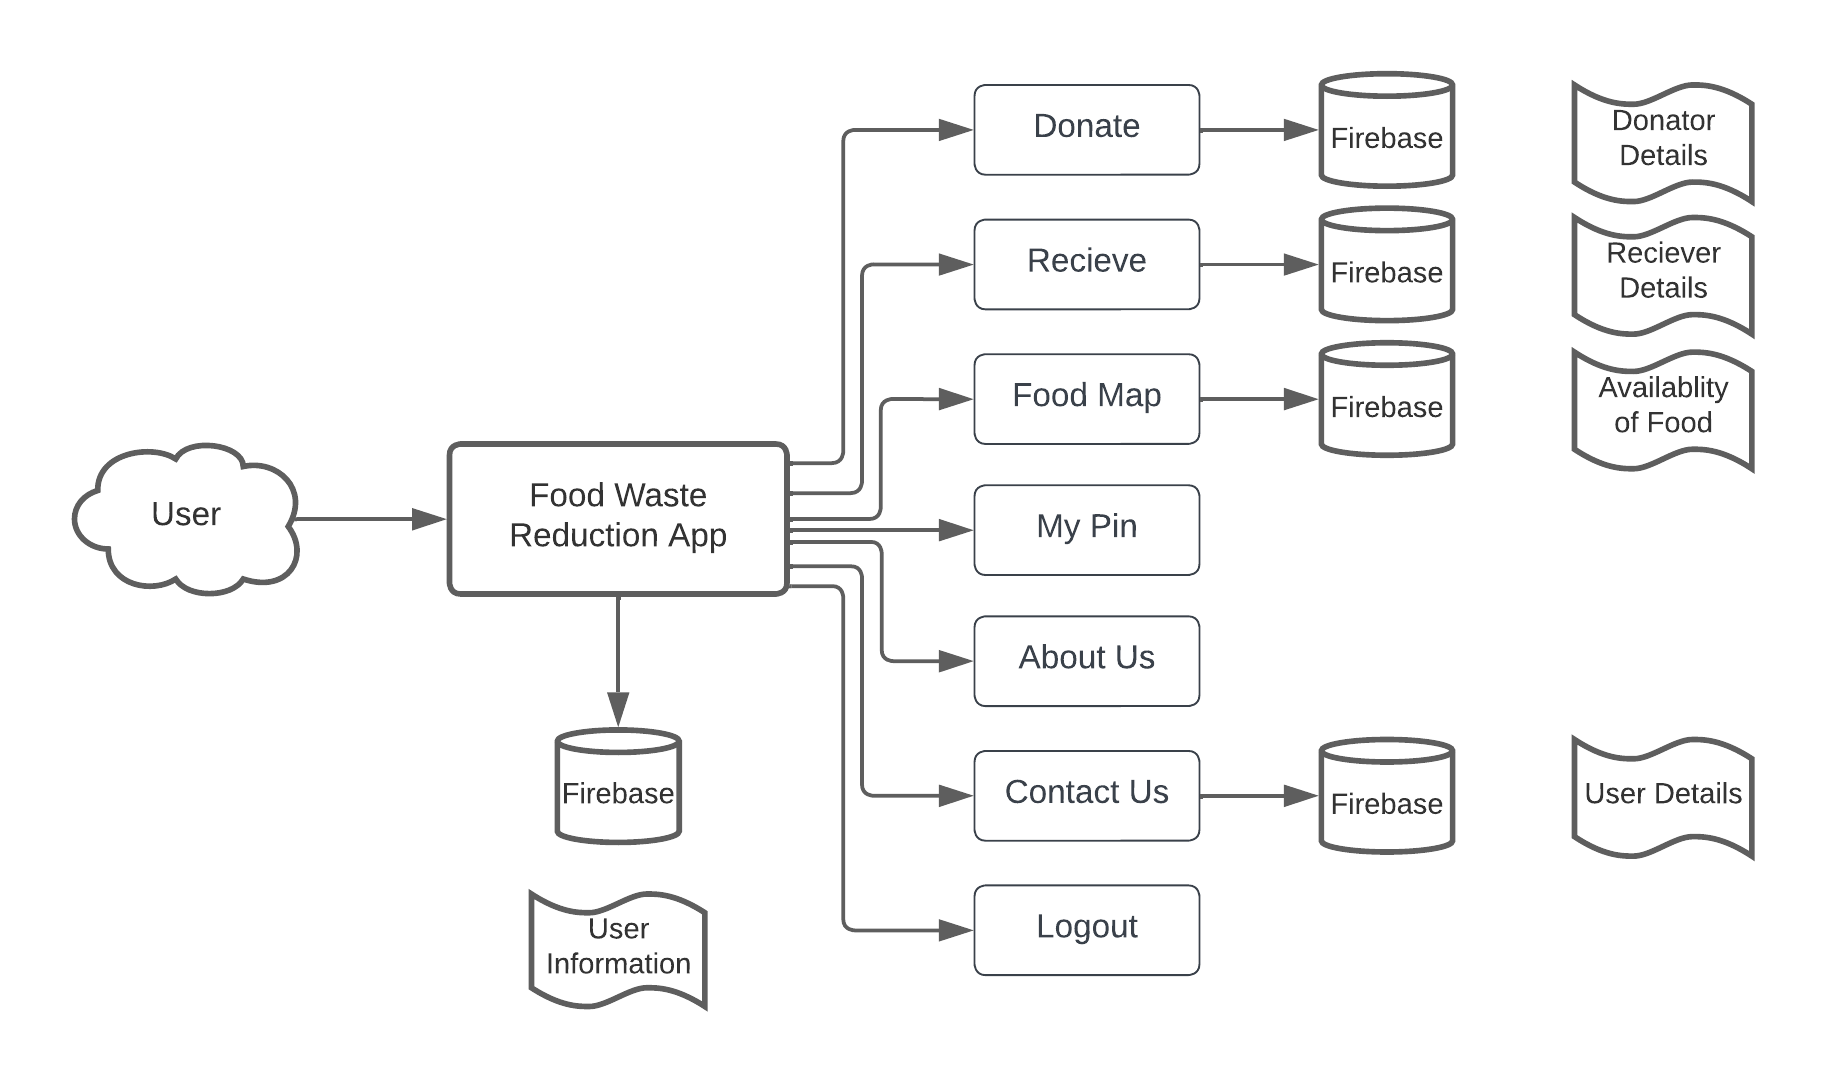 User
Food Waste
Reduction App
Firebase
User
Information
Donate
Firebase
Donator
Details
Recieve
Firebase
Reciever
Details
Food Map
Firebase
Availablity
of Food
My Pin
About Us
Contact Us
Firebase
User Details
Logout